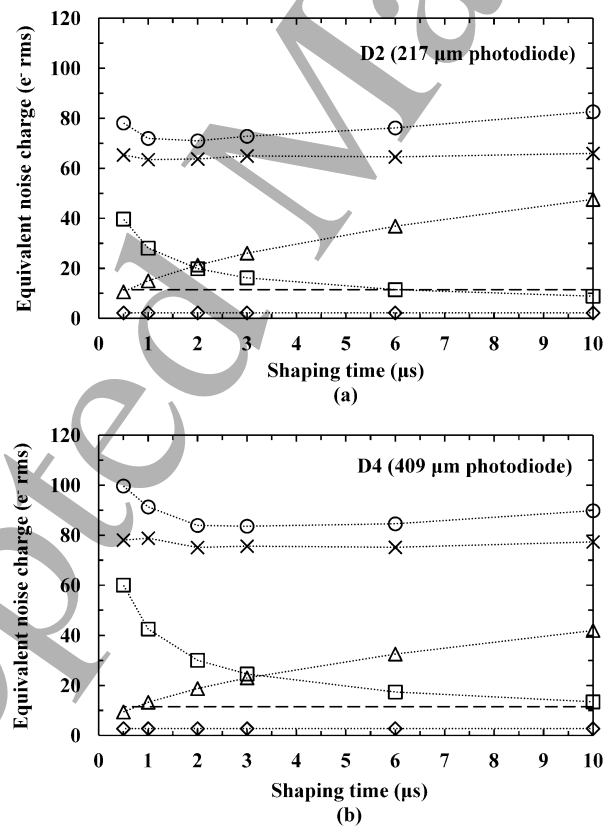 120
D2 (217 µm photodiode)
100
80
60
40
20
0
Equivalent noise charge (e⁻ rms)
0 1 2 3 4 5 6 7 8 9 10
Shaping time (µs)
(a)
120
D4 (409 µm photodiode)
100
80
60
40
20
0
Equivalent noise charge (e⁻ rms)
0 1 2 3 4 5 6 7 8 9 10
Shaping time (µs)
(b)
pted Ma